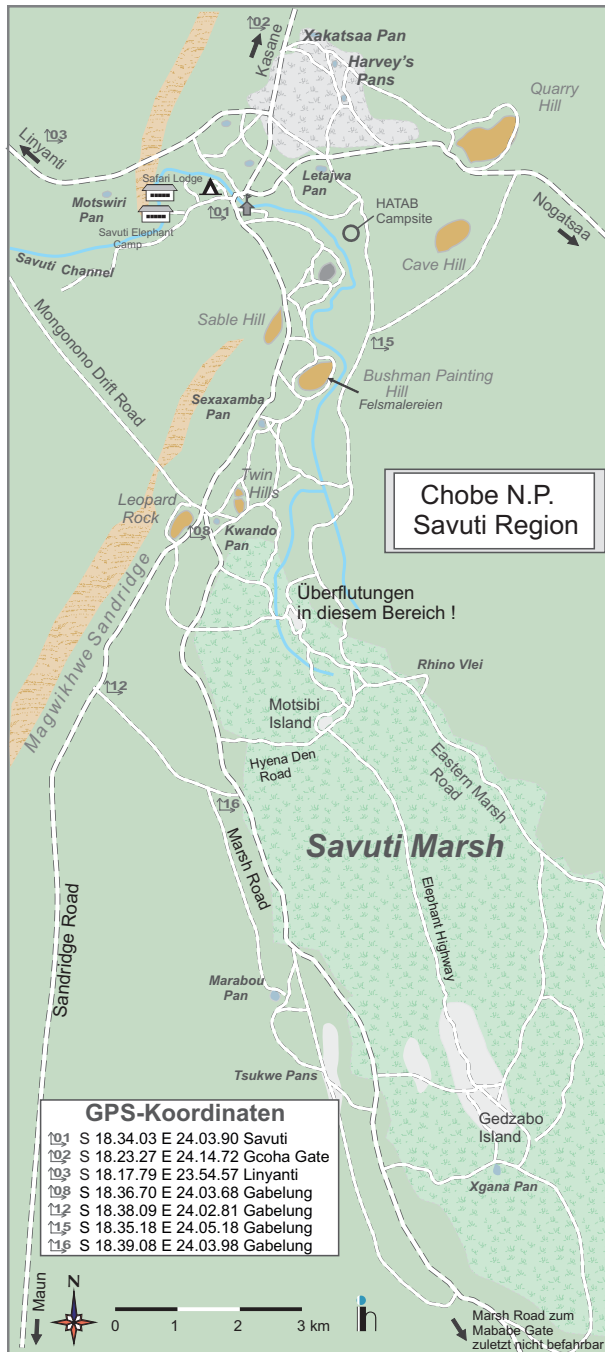 02
Kasane
Xakatsaa Pan
Harvey's
Pans
Quarry
Hill
03
Linyanti
Safari Lodge
Letajwa
Pan
Motswiri
Pan
01
HATAB
Campsite
Nogatsaa
Savuti Elephant
Camp
Cave Hill
Savuti Channel
Mongonono Drift Road
Sable Hill
15
Bushman Painting
Hill
Felsmalereien
Sexaxamba
Pan
Twin
Hills
Chobe N.P.
Savuti Region
Leopard
Rock
08
Kwando
Pan
Überflutungen
in diesem Bereich !
Magwikhwe Sandridge
Rhino Vlei
12
Motsibi
Island
Hyena Den
Road
Eastern Marsh
Road
16
Marsh Road
Savuti Marsh
Elephant Highway
Sandridge Road
Marabou
Pan
Tsukwe Pans
Gedzabo
Island
Xgana Pan
GPS-Koordinaten
01 S 18.34.03 E 24.03.90 Savuti
02 S 18.23.27 E 24.14.72 Gcoha Gate
03 S 18.17.79 E 23.54.57 Linyanti
08 S 18.36.70 E 24.03.68 Gabelung
12 S 18.38.09 E 24.02.81 Gabelung
15 S 18.35.18 E 24.05.18 Gabelung
16 S 18.39.08 E 24.03.98 Gabelung
Maun
N
0 1 2 3 km
Marsh Road zum
Mababe Gate
zuletzt nicht befahrbar